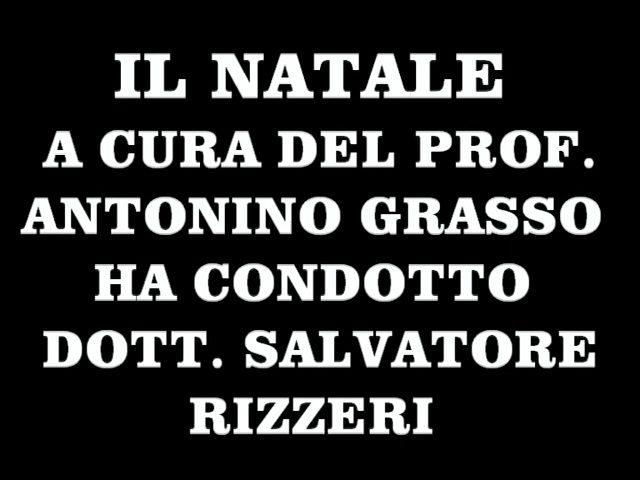 IL NATALE
A CURA DEL PROF.
ANTONINO GRASSO
HA CONDOTTO
DOTT. SALVATORE
RIZZERI